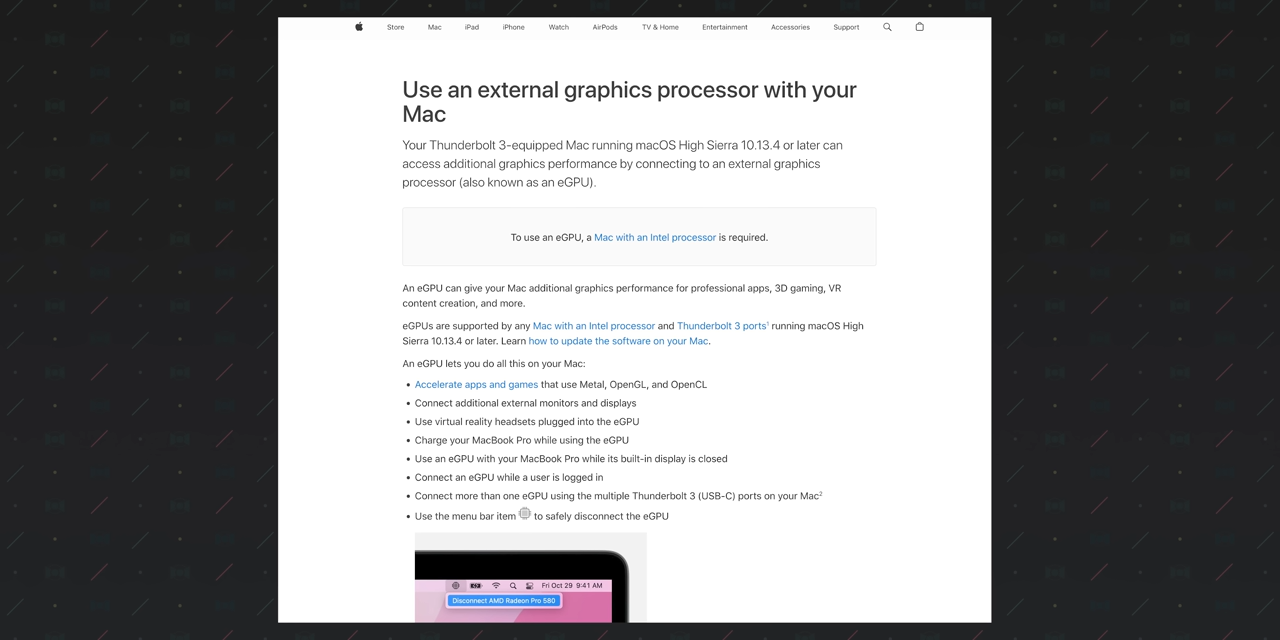 Store Mac iPad iPhone Watch AirPods TV & Home Entertainment Accessories Support
Use an external graphics processor with your
Mac
Your Thunderbolt 3-equipped Mac running macOS High Sierra 10.13.4 or later can
access additional graphics performance by connecting to an external graphics
processor (also known as an eGPU).
To use an eGPU, a Mac with an Intel processor is required.
An eGPU can give your Mac additional graphics performance for professional apps, 3D gaming, VR
content creation, and more.
eGPUs are supported by any Mac with an Intel processor and Thunderbolt 3 ports¹ running macOS High
Sierra 10.13.4 or later. Learn how to update the software on your Mac.
An eGPU lets you do all this on your Mac:
• Accelerate apps and games that use Metal, OpenGL, and OpenCL
• Connect additional external monitors and displays
• Use virtual reality headsets plugged into the eGPU
• Charge your MacBook Pro while using the eGPU
• Use an eGPU with your MacBook Pro while its built-in display is closed
• Connect an eGPU while a user is logged in
• Connect more than one eGPU using the multiple Thunderbolt 3 (USB-C) ports on your Mac²
• Use the menu bar item to safely disconnect the eGPU
Fri Oct 29 9:41 AM
Disconnect AMD Radeon Pro 580